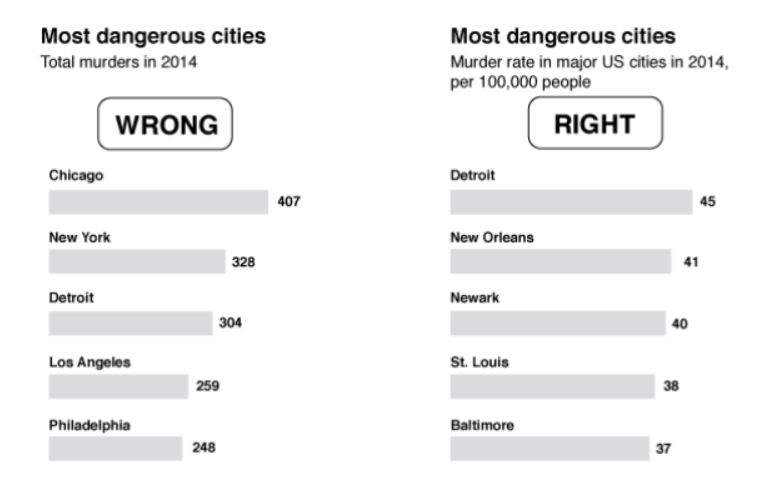 Most dangerous cities
Total murders in 2014
WRONG
Chicago
407
New York
328
Detroit
304
Los Angeles
259
Philadelphia
248
Most dangerous cities
Murder rate in major US cities in 2014,
per 100,000 people
RIGHT
Detroit
45
New Orleans
41
Newark
40
St. Louis
38
Baltimore
37